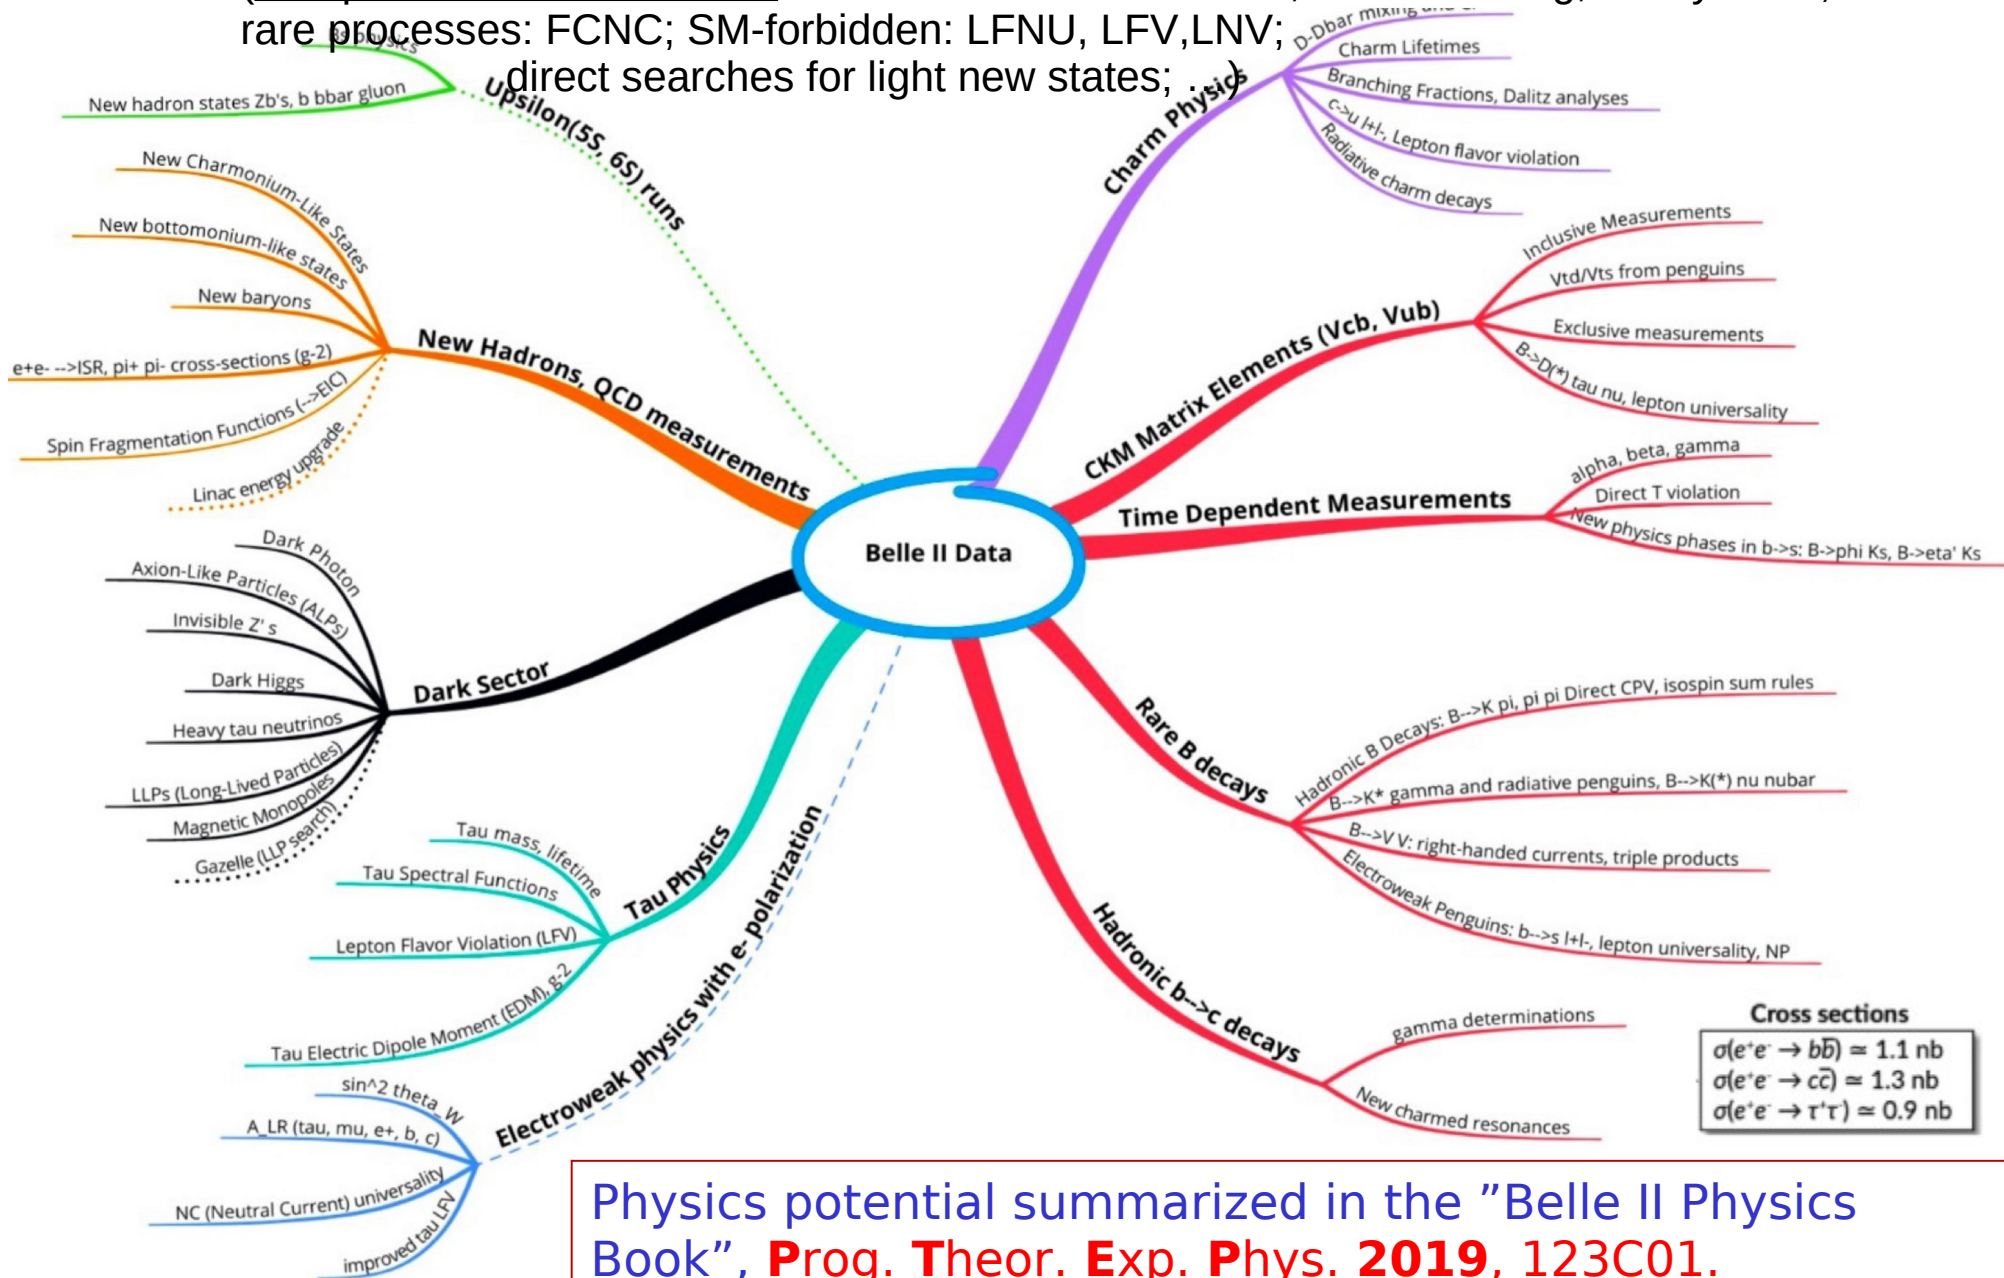 rare processes: FCNC; SM-forbidden: LFNU, LFV,LNV;
direct searches for light new states; ...)
Bs physics
New hadron states Zb's, b bbar gluon
Upsilon(5S, 6S) runs
New Charmonium-Like States
New bottomonium-like states
New baryons
e+e- -->ISR, pi+ pi- cross-sections (g-2)
Spin Fragmentation Functions (-->EIC)
Linac energy upgrade
New Hadrons, QCD measurements
Dark Photon
Axion-Like Particles (ALPs)
Invisible Z' s
Dark Higgs
Heavy tau neutrinos
LLPs (Long-Lived Particles)
Magnetic Monopoles
Gazelle (LLP search)
Dark Sector
Tau mass, lifetime
Tau Spectral Functions
Lepton Flavor Violation (LFV)
Tau Electric Dipole Moment (EDM), g-2
Tau Physics
sin^2 theta_W
A_LR (tau, mu, e+, b, c)
NC (Neutral Current) universality
improved tau LFV
Electroweak physics with e- polarization
Belle II Data
Charm Physics
D-Dbar mixing and
Charm Lifetimes
Branching Fractions, Dalitz analyses
c->u l+l-, Lepton flavor violation
Radiative charm decays
CKM Matrix Elements (Vcb, Vub)
Inclusive Measurements
Vtd/Vts from penguins
Exclusive measurements
B->D(*) tau nu, lepton universality
Time Dependent Measurements
alpha, beta, gamma
Direct T violation
New physics phases in b->s: B->phi Ks, B->eta' Ks
Rare B decays
Hadronic B Decays: B-->K pi, pi pi Direct CPV, isospin sum rules
B-->K* gamma and radiative penguins, B-->K(*) nu nubar
B-->V V: right-handed currents, triple products
Electroweak Penguins: b-->s l+l-, lepton universality, NP
Hadronic b-->c decays
gamma determinations
New charmed resonances
Cross sections
σ(e⁺e⁻ → bb̅) ≃ 1.1 nb
σ(e⁺e⁻ → cc̅) ≃ 1.3 nb
σ(e⁺e⁻ → τ⁺τ⁻) ≃ 0.9 nb
Physics potential summarized in the ”Belle II Physics
Book”, Prog. Theor. Exp. Phys. 2019, 123C01.